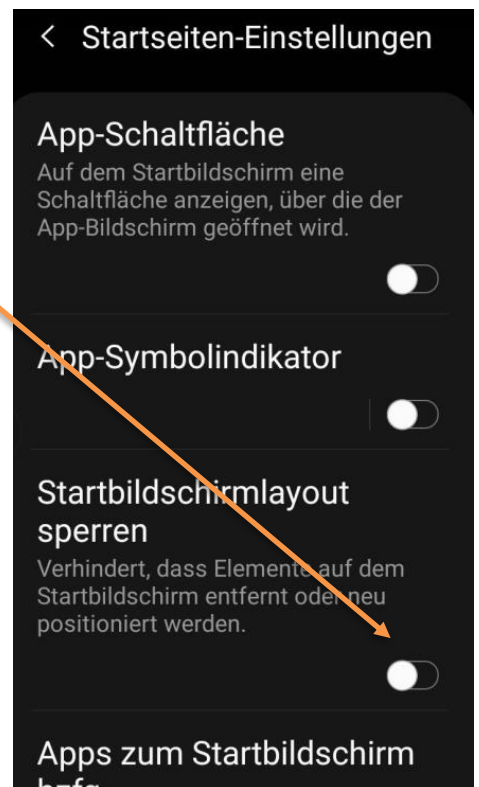 Startseiten-Einstellungen
App-Schaltfläche
Auf dem Startbildschirm eine
Schaltfläche anzeigen, über die der
App-Bildschirm geöffnet wird.
App-Symbolindikator
Startbildschirmlayout
sperren
Verhindert, dass Elemente auf dem
Startbildschirm entfernt oder neu
positioniert werden.
Apps zum Startbildschirm